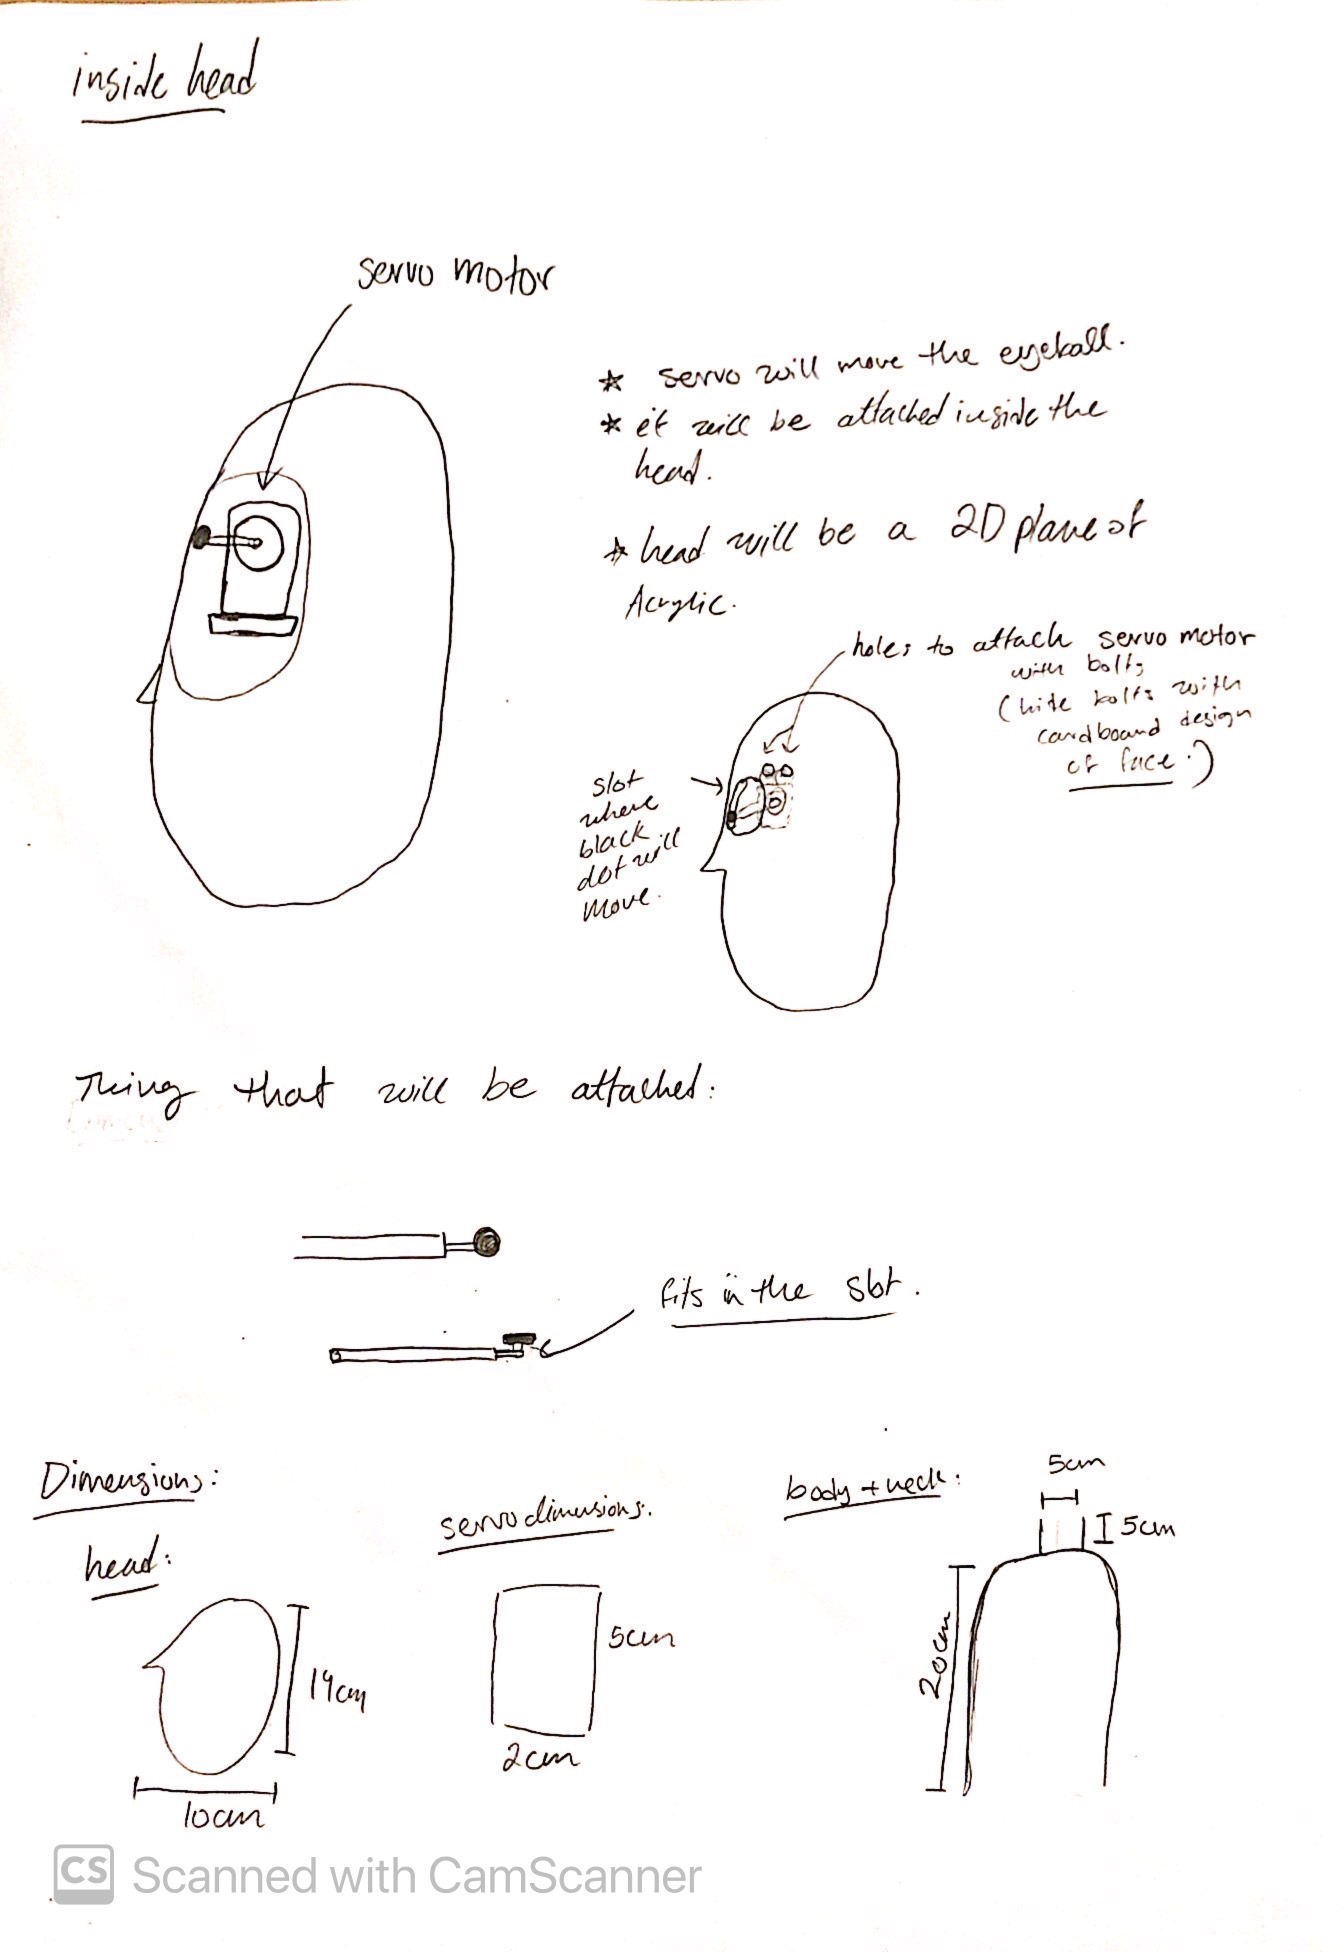 inside head
servo motor
* servo will move the eyeball.
* it will be attached inside the
head.
* head will be a 2D plane of
Acrylic.
holes to attach servo motor
with bolts
(hide bolts with
cardboard design
of face.)
slot
where
black
dot will
move.
Thing that will be attached:
fits in the slot.
Dimensions:
head:
14cm
10cm
servo dimensions:
5cm
2cm
body + neck:
5cm
5cm
20cm
CS Scanned with CamScanner